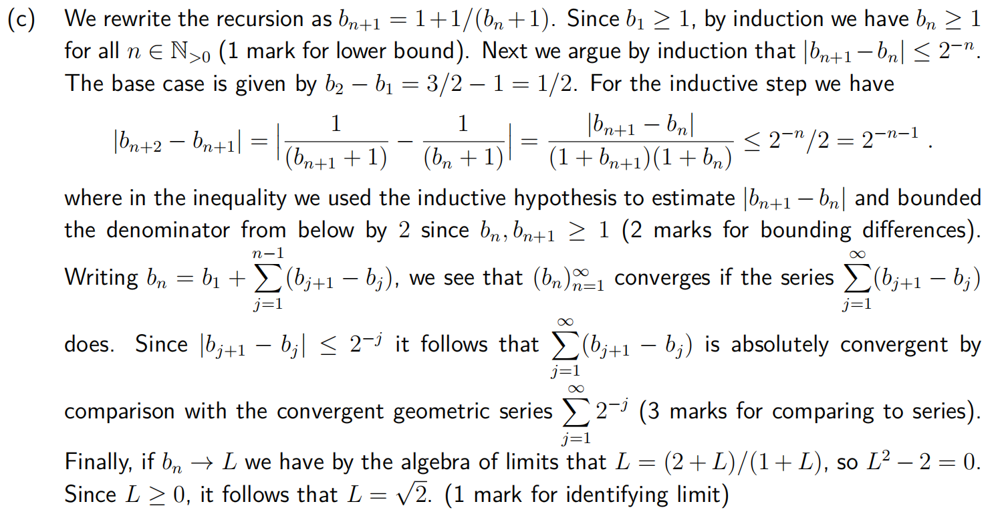 (c) We rewrite the recursion as $b_{n+1} = 1+1/(b_n+1)$. Since $b_1 \geq 1$, by induction we have $b_n \geq 1$
for all $n \in \mathbb{N}_{>0}$ (1 mark for lower bound). Next we argue by induction that $|b_{n+1} - b_n| \leq 2^{-n}$.
The base case is given by $b_2 - b_1 = 3/2 - 1 = 1/2$. For the inductive step we have
$|b_{n+2} - b_{n+1}| = \left|\frac{1}{(b_{n+1}+1)} - \frac{1}{(b_n+1)}\right| = \frac{|b_{n+1} - b_n|}{(1+b_{n+1})(1+b_n)} \leq 2^{-n}/2 = 2^{-n-1}$ .
where in the inequality we used the inductive hypothesis to estimate $|b_{n+1} - b_n|$ and bounded
the denominator from below by $2$ since $b_n, b_{n+1} \geq 1$ (2 marks for bounding differences).
Writing $b_n = b_1 + \sum_{j=1}^{n-1}(b_{j+1} - b_j)$, we see that $(b_n)_{n=1}^{\infty}$ converges if the series $\sum_{j=1}^{\infty}(b_{j+1} - b_j)$
does. Since $|b_{j+1} - b_j| \leq 2^{-j}$ it follows that $\sum_{j=1}^{\infty}(b_{j+1} - b_j)$ is absolutely convergent by
comparison with the convergent geometric series $\sum_{j=1}^{\infty} 2^{-j}$ (3 marks for comparing to series).
Finally, if $b_n \to L$ we have by the algebra of limits that $L = (2+L)/(1+L)$, so $L^2 - 2 = 0$.
Since $L \geq 0$, it follows that $L = \sqrt{2}$. (1 mark for identifying limit)